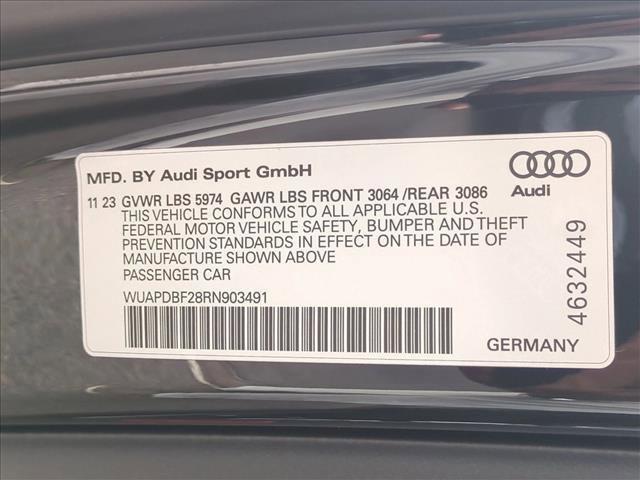 MFD. BY Audi Sport GmbH
11 23 GVWR LBS 5974 GAWR LBS FRONT 3064 /REAR 3086
THIS VEHICLE CONFORMS TO ALL APPLICABLE U.S.
FEDERAL MOTOR VEHICLE SAFETY, BUMPER AND THEFT
PREVENTION STANDARDS IN EFFECT ON THE DATE OF
MANUFACTURE SHOWN ABOVE
PASSENGER CAR
WUAPDBF28RN903491
Audi
4632449
GERMANY